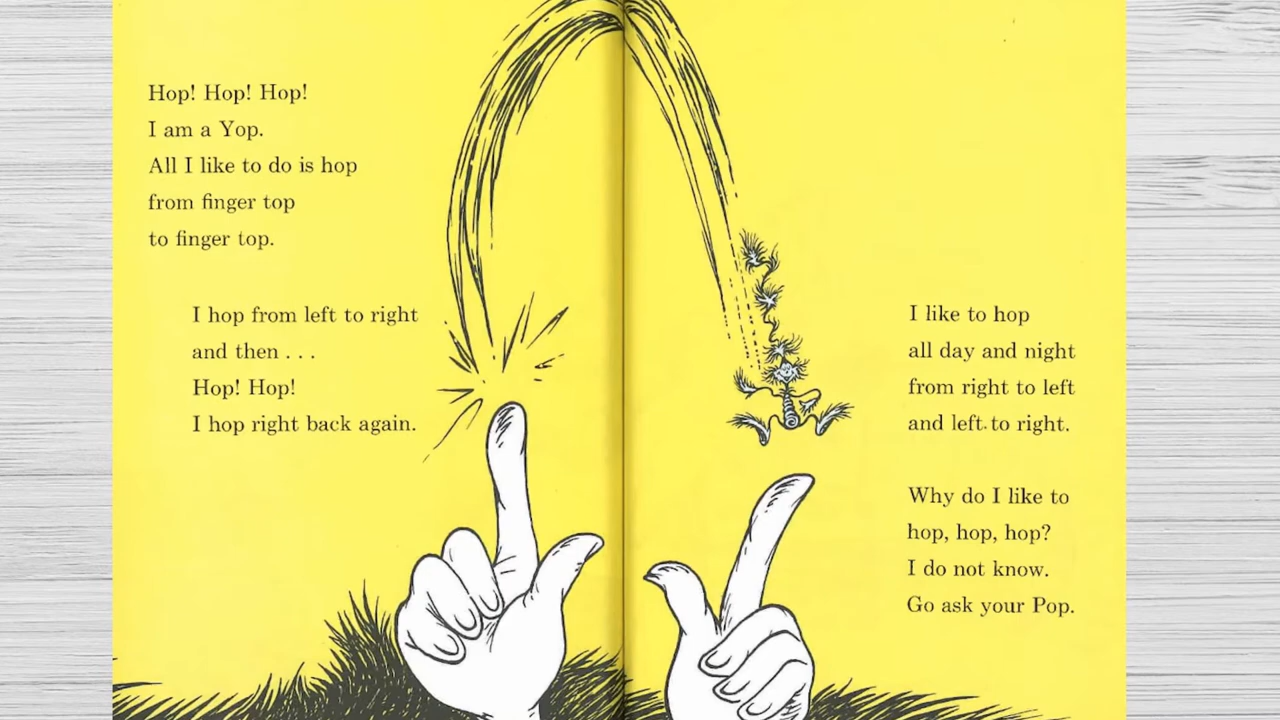 Hop! Hop! Hop!
I am a Yop.
All I like to do is hop
from finger top
to finger top.
I hop from left to right
and then . . .
Hop! Hop!
I hop right back again.
I like to hop
all day and night
from right to left
and left to right.
Why do I like to
hop, hop, hop?
I do not know.
Go ask your Pop.